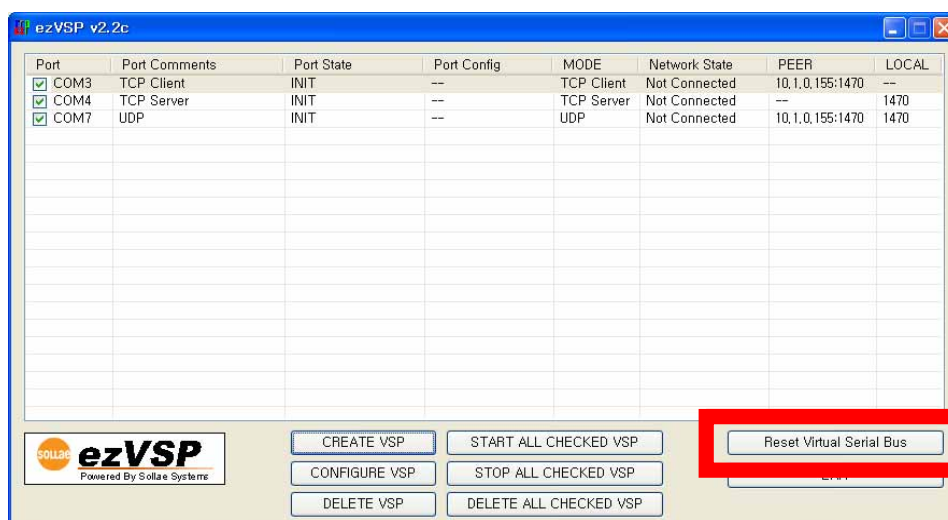 ezVSP v2.2c
Port Port Comments Port State Port Config MODE Network State PEER LOCAL
COM3 TCP Client INIT -- TCP Client Not Connected 10,1,0,155:1470 --
COM4 TCP Server INIT -- TCP Server Not Connected -- 1470
COM7 UDP INIT -- UDP Not Connected 10,1,0,155:1470 1470
SOLLAE ezVSP
Powered By Sollae Systems
CREATE VSP START ALL CHECKED VSP Reset Virtual Serial Bus
CONFIGURE VSP STOP ALL CHECKED VSP
DELETE VSP DELETE ALL CHECKED VSP